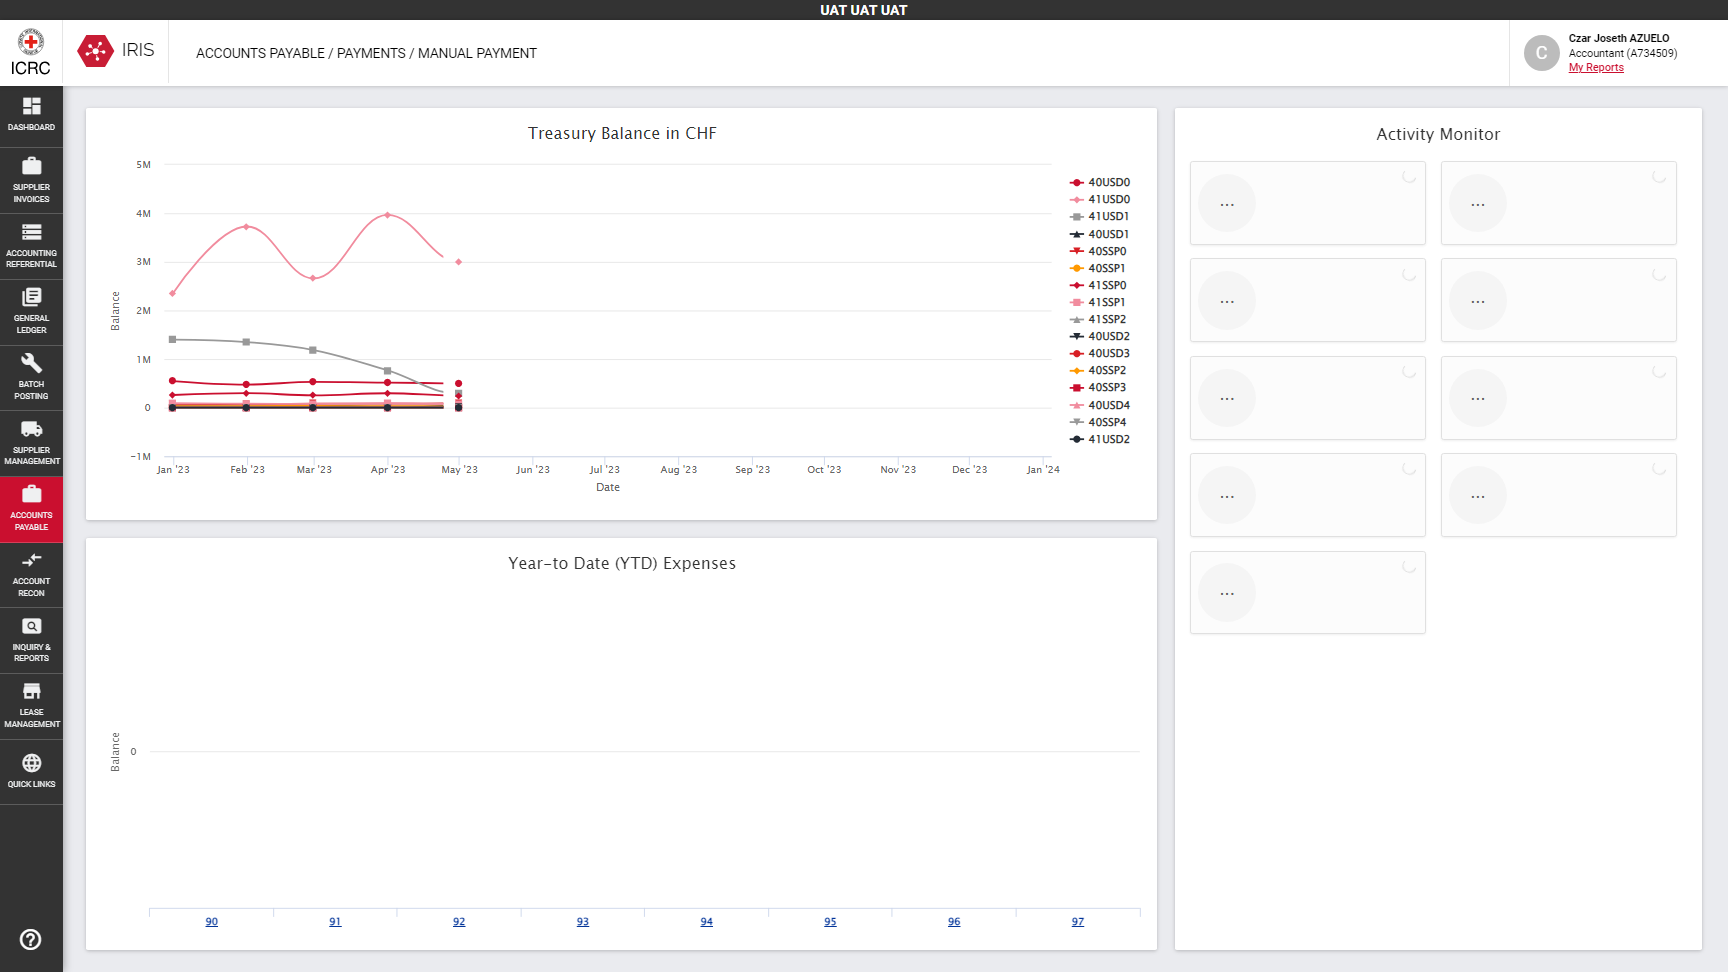 UAT UAT UAT
ICRC
IRIS
ACCOUNTS PAYABLE / PAYMENTS / MANUAL PAYMENT
C
Czar Joseth AZUELO
Accountant (A734509)
My Reports
DASHBOARD
SUPPLIER
INVOICES
ACCOUNTING
REFERENTIAL
GENERAL
LEDGER
BATCH
POSTING
SUPPLIER
MANAGEMENT
ACCOUNTS
PAYABLE
ACCOUNT
RECON
INQUIRY &
REPORTS
LEASE
MANAGEMENT
QUICK LINKS
Treasury Balance in CHF
Balance
5M
4M
3M
2M
1M
0
-1M
Jan '23 Feb '23 Mar '23 Apr '23 May '23 Jun '23 Jul '23 Aug '23 Sep '23 Oct '23 Nov '23 Dec '23 Jan '24
Date
40USD0
41USD0
41USD1
40USD1
40SSP0
40SSP1
41SSP0
41SSP1
41SSP2
40USD2
40USD3
40SSP2
40SSP3
40USD4
40SSP4
41USD2
Year-to Date (YTD) Expenses
Balance
0
90 91 92 93 94 95 96 97
Activity Monitor
... ...
... ...
... ...
... ...
...